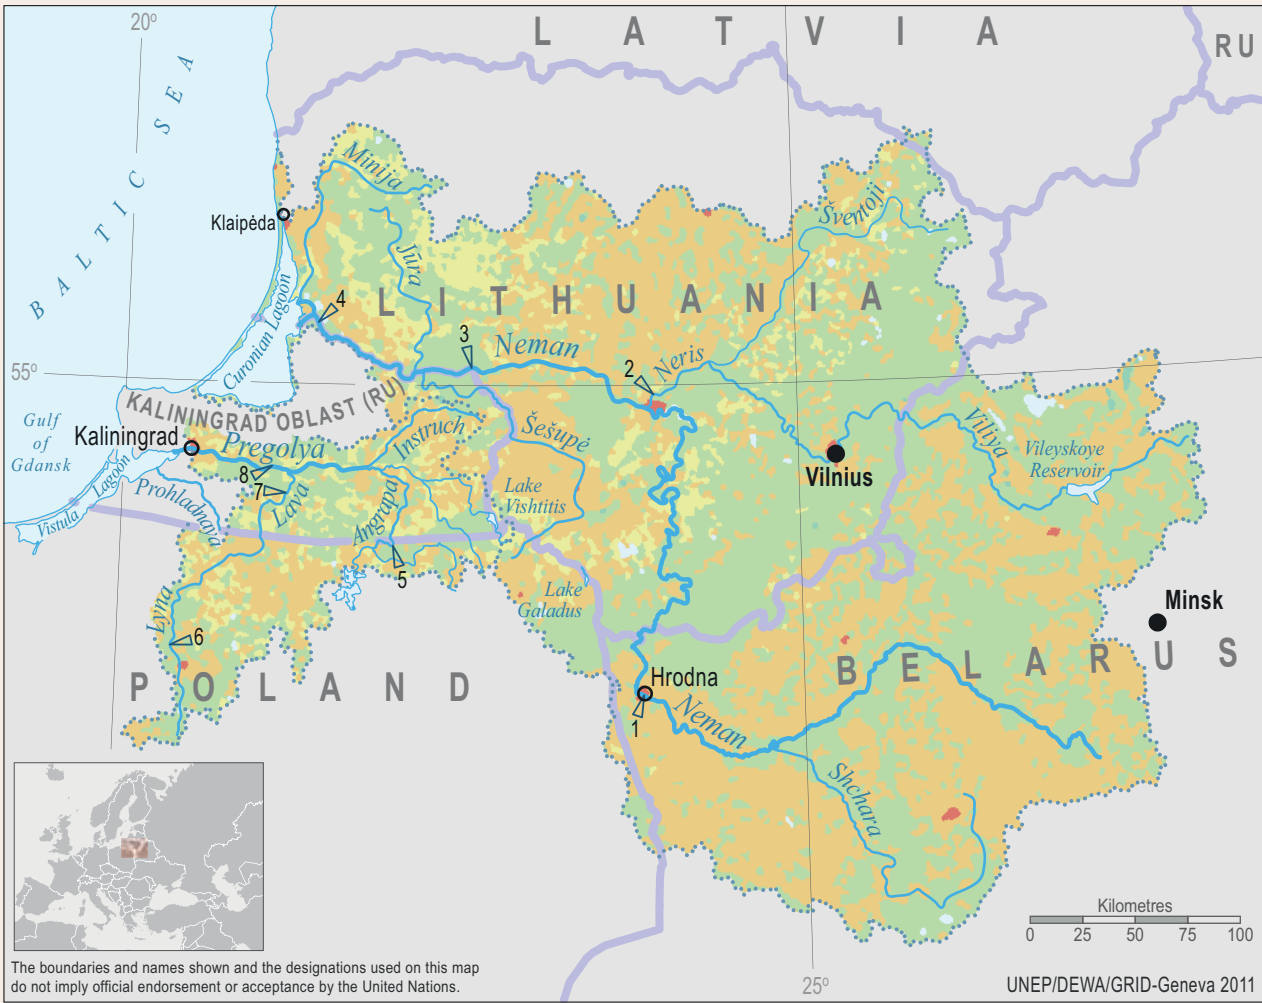 20°
L A T V I A
RU
BALTIC SEA
Minija
Klaipėda
Šventoji
Jūra
Curonian Lagoon
4
L I T H U A N I A
3
Neman
2
Neris
55°
KALININGRAD OBLAST (RU)
Gulf
of
Gdansk
Kaliningrad
Pregolya
Instruch
Šešupė
Viliya
Vileyskoye
Reservoir
Vilnius
8
7
Lava
Lagoon
Vistula
Prohladnaya
Angrapa
Lake
Vishtitis
5
Lake
Galadus
Lyna
6
Minsk
P O L A N D
B E L A R U S
Hrodna
1
Neman
Shchara
Kilometres
0 25 50 75 100
The boundaries and names shown and the designations used on this map
do not imply official endorsement or acceptance by the United Nations.
25°
UNEP/DEWA/GRID-Geneva 2011